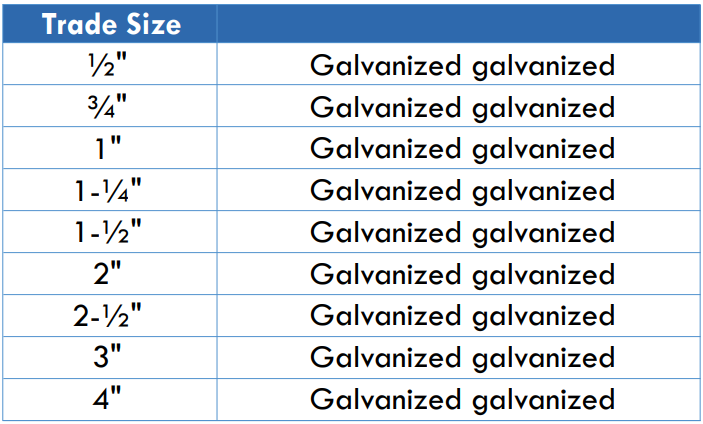 Trade Size
½" Galvanized galvanized
¾" Galvanized galvanized
1" Galvanized galvanized
1-¼" Galvanized galvanized
1-½" Galvanized galvanized
2" Galvanized galvanized
2-½" Galvanized galvanized
3" Galvanized galvanized
4" Galvanized galvanized